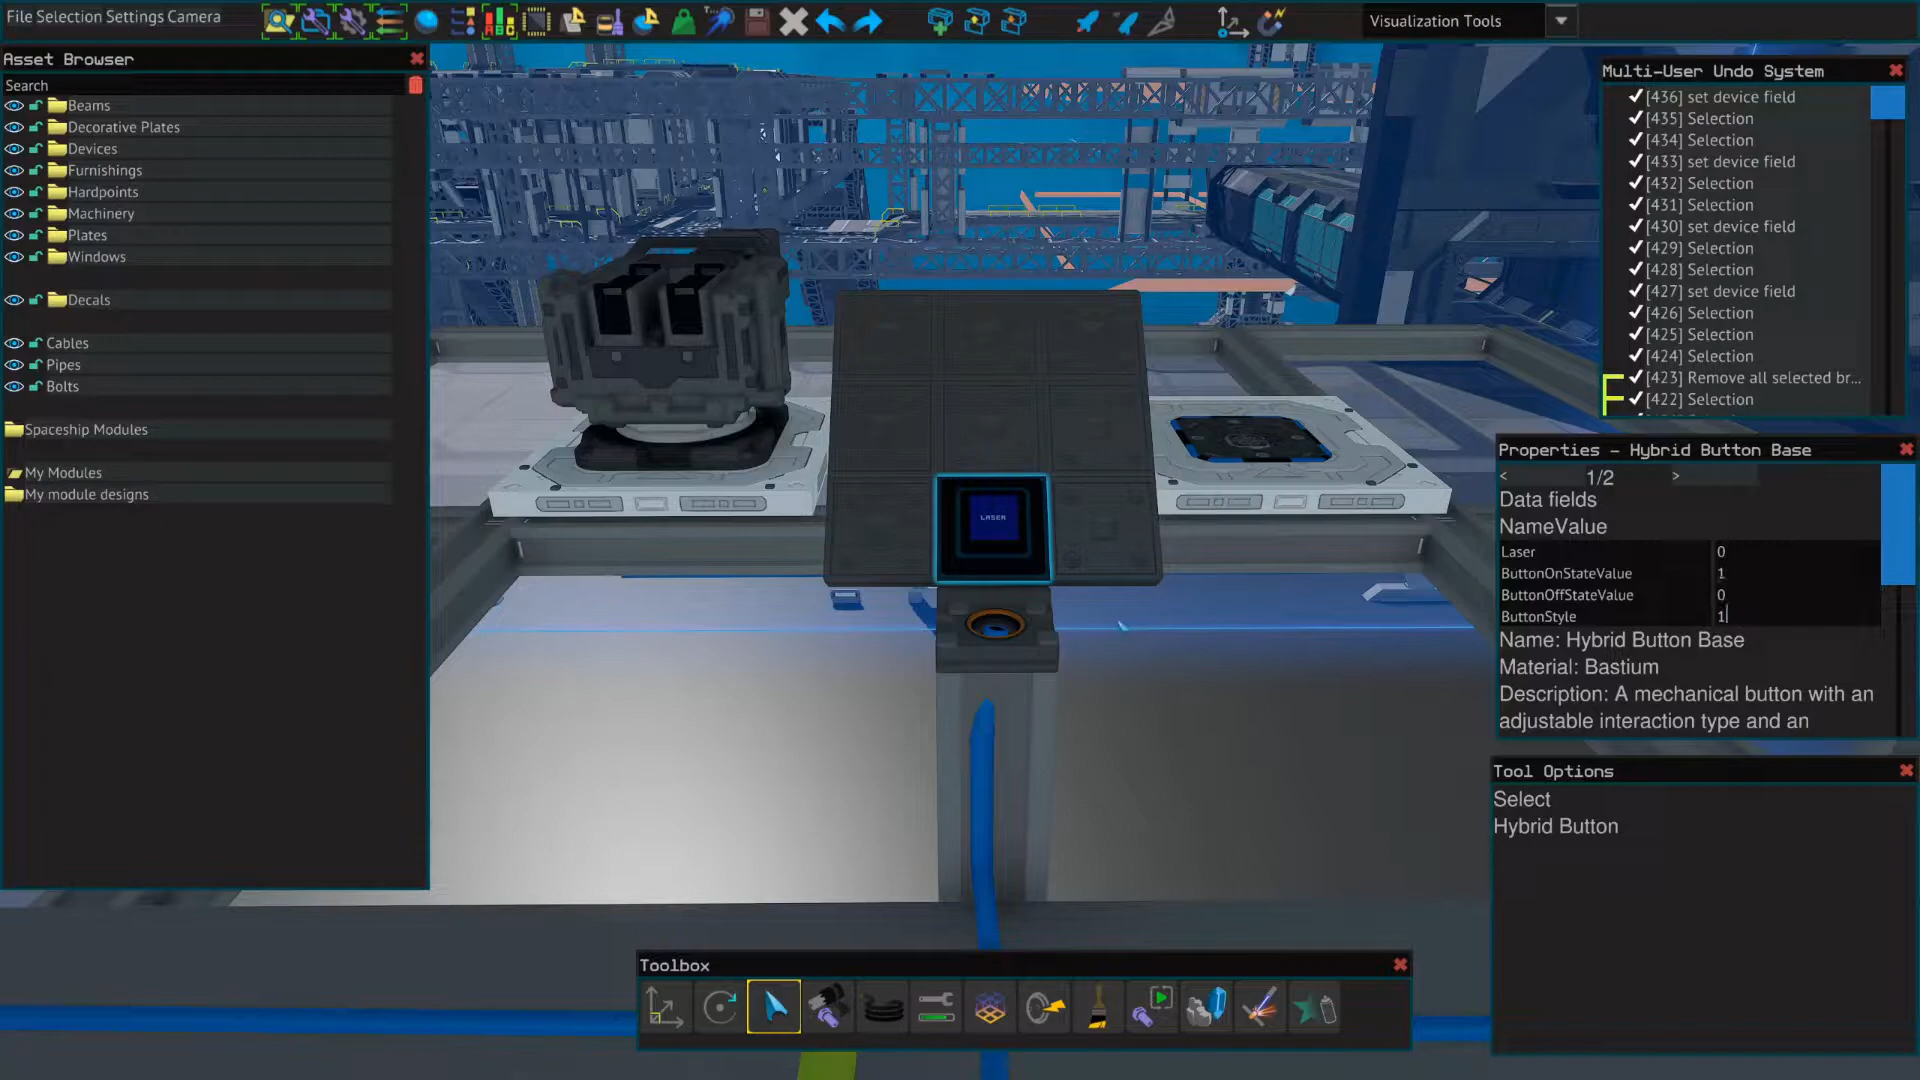 File Selection Settings Camera
Visualization Tools
Asset Browser
Search
Beams
Decorative Plates
Devices
Furnishings
Hardpoints
Machinery
Plates
Windows
Decals
Cables
Pipes
Bolts
Spaceship Modules
My Modules
My module designs
Multi-User Undo System
[436] set device field
[435] Selection
[434] Selection
[433] set device field
[432] Selection
[431] Selection
[430] set device field
[429] Selection
[428] Selection
[427] set device field
[426] Selection
[425] Selection
[424] Selection
[423] Remove all selected br...
[422] Selection
Properties - Hybrid Button Base
< 1/2 >
Data fields
NameValue
Laser 0
ButtonOnStateValue 1
ButtonOffStateValue 0
ButtonStyle 1
Name: Hybrid Button Base
Material: Bastium
Description: A mechanical button with an
adjustable interaction type and an
LASER
Tool Options
Select
Hybrid Button
Toolbox